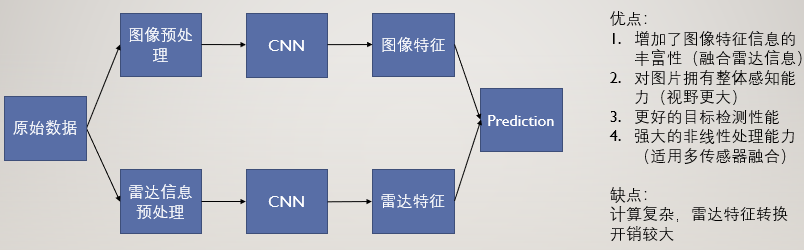 原始数据
图像预处
理
CNN
图像特征
雷达信息
预处理
CNN
雷达特征
Prediction
优点：
1. 增加了图像特征信息的
丰富性（融合雷达信息）
2. 对图片拥有整体感知能
力（视野更大）
3. 更好的目标检测性能
4. 强大的非线性处理能力
（适用多传感器融合）
缺点：
计算复杂，雷达特征转换
开销较大